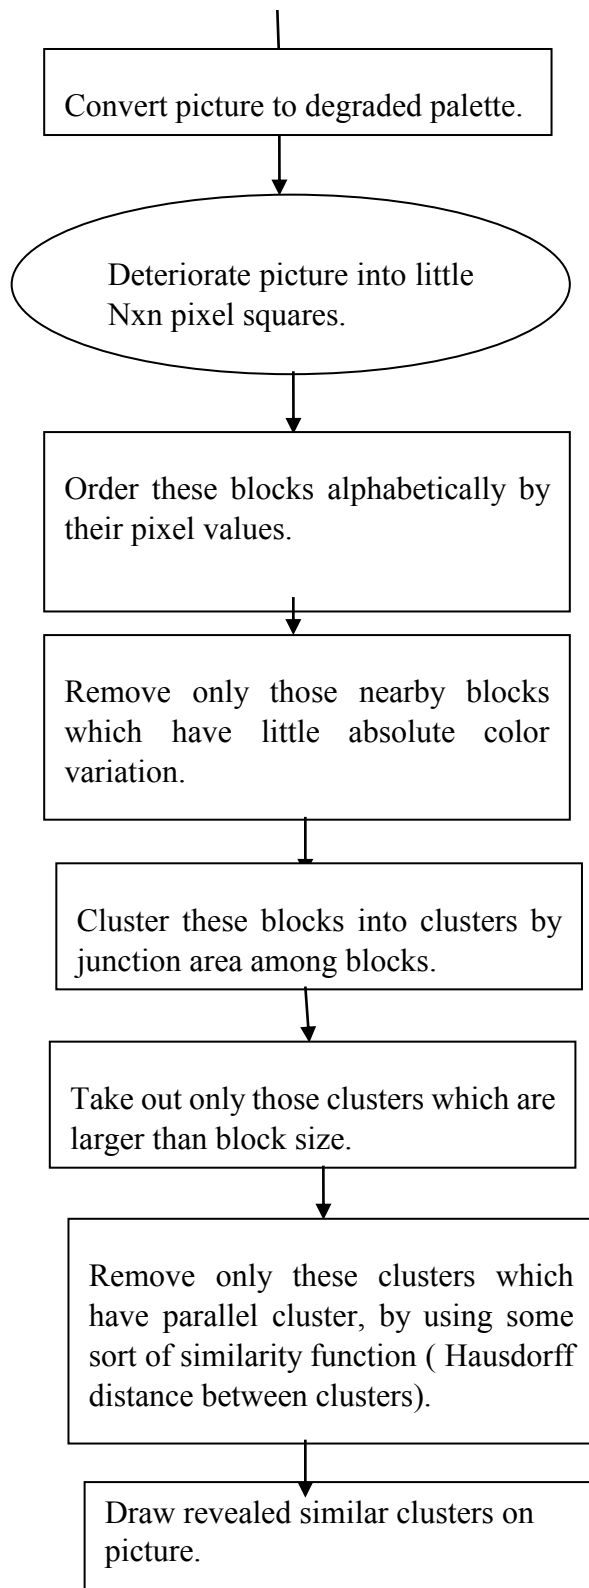 Convert picture to degraded palette.
Deteriorate picture into little
Nxn pixel squares.
Order these blocks alphabetically by
their pixel values.
Remove only those nearby blocks
which have little absolute color
variation.
Cluster these blocks into clusters by
junction area among blocks.
Take out only those clusters which are
larger than block size.
Remove only these clusters which
have parallel cluster, by using some
sort of similarity function ( Hausdorff
distance between clusters).
Draw revealed similar clusters on
picture.